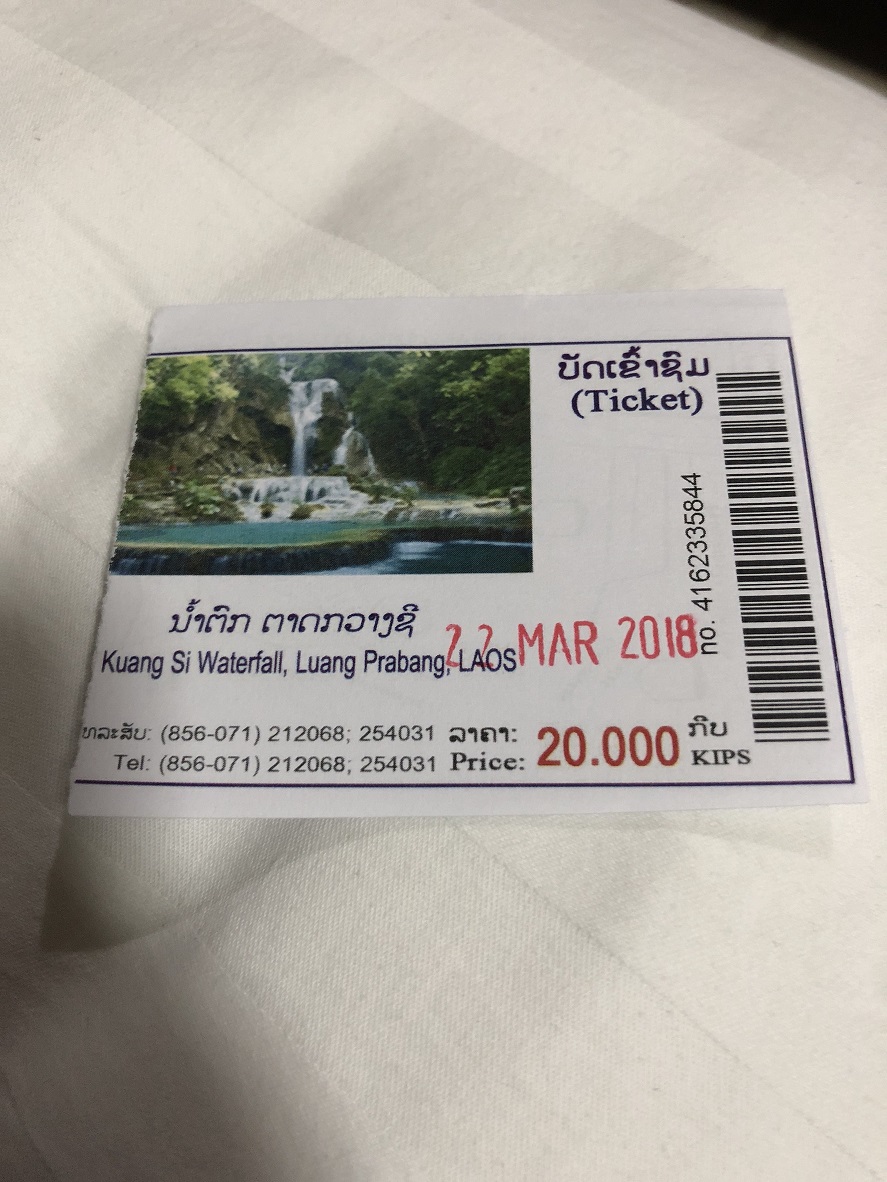 ບັດເຂົ້າຊົມ
(Ticket)
no. 4162335844
ນ້ຳຕົກ ຕາດກວາງຊີ
Kuang Si Waterfall, Luang Prabang, LAOS
22 MAR 2018
ທລະສັບ: (856-071) 212068; 254031 ລາຄາ:
Tel: (856-071) 212068; 254031 Price: 20.000 ກີບ KIPS